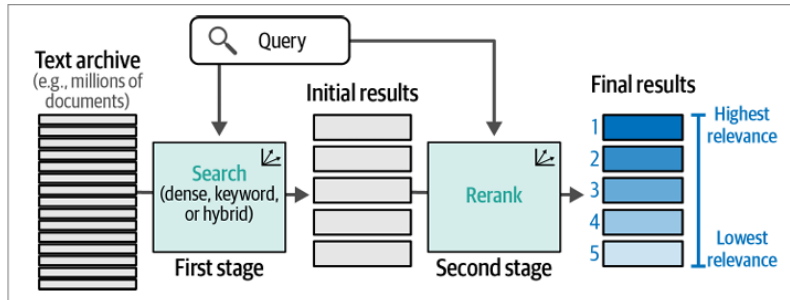 Query
Text archive
(e.g., millions of
documents)
Initial results
Final results
Search
(dense, keyword,
or hybrid)
First stage
Rerank
Second stage
1
2
3
4
5
Highest
relevance
Lowest
relevance